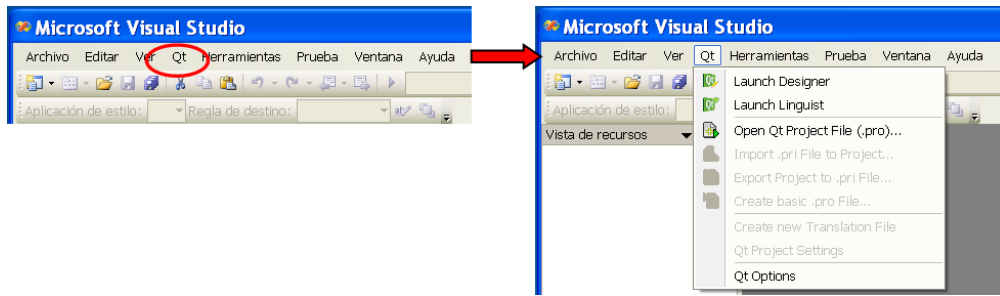 Microsoft Visual Studio
Archivo Editar Ver Qt Herramientas Prueba Ventana Ayuda
Aplicación de estilo: Regla de destino:
Microsoft Visual Studio
Archivo Editar Ver Qt Herramientas Prueba Ventana Ayuda
Aplicación de estilo:
Vista de recursos
Launch Designer
Launch Linguist
Open Qt Project File (.pro)...
Import .pri File to Project...
Export Project to .pri File...
Create basic .pro File...
Create new Translation File
Qt Project Settings
Qt Options